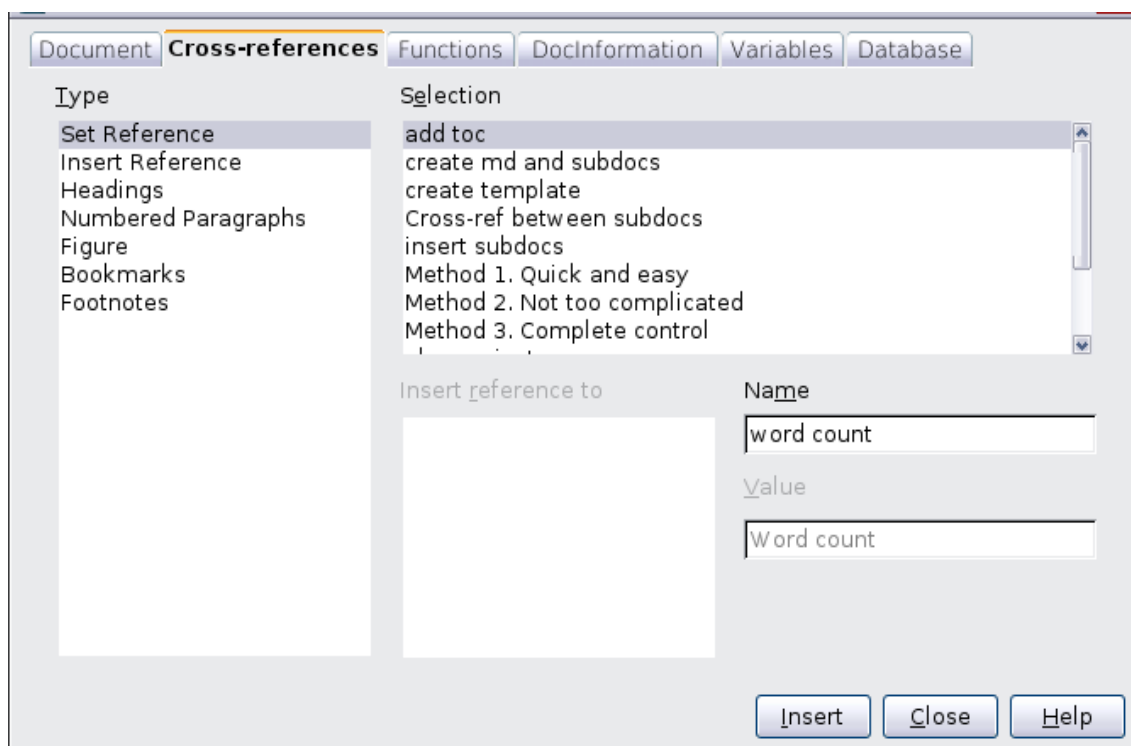 Document Cross-references Functions DocInformation Variables Database
Type
Set Reference
Insert Reference
Headings
Numbered Paragraphs
Figure
Bookmarks
Footnotes
Selection
add toc
create md and subdocs
create template
Cross-ref between subdocs
insert subdocs
Method 1. Quick and easy
Method 2. Not too complicated
Method 3. Complete control
Insert reference to
Name
word count
Value
Word count
Insert Close Help